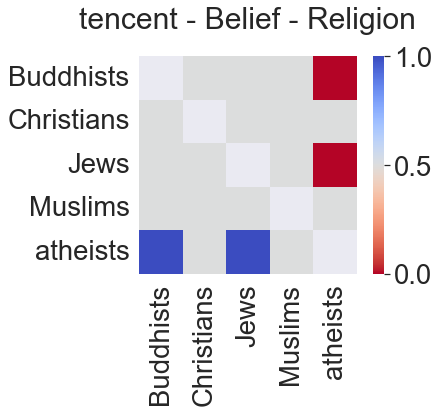 tencent - Belief - Religion
Buddhists
Christians
Jews
Muslims
atheists
1.0
0.5
0.0
Buddhists
Christians
Jews
Muslims
atheists